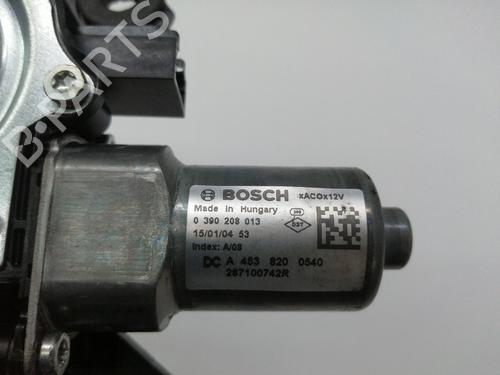 BOSCH xACOx12V
Made in Hungary
0 390 208 013
15/01/04 53
Index: A/08
DC A 453 820 0540
287100742R
B-PARTS